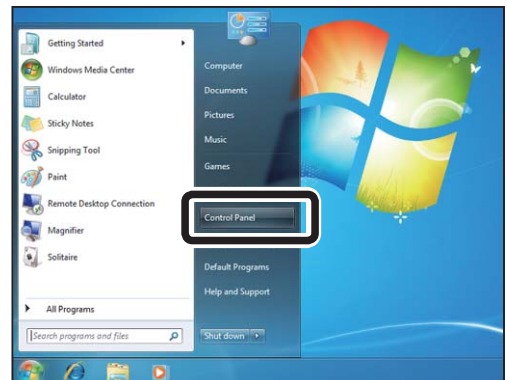 Getting Started
Windows Media Center
Calculator
Sticky Notes
Snipping Tool
Paint
Remote Desktop Connection
Magnifier
Solitaire
All Programs
Search programs and files
Computer
Documents
Pictures
Music
Games
Control Panel
Default Programs
Help and Support
Shut down